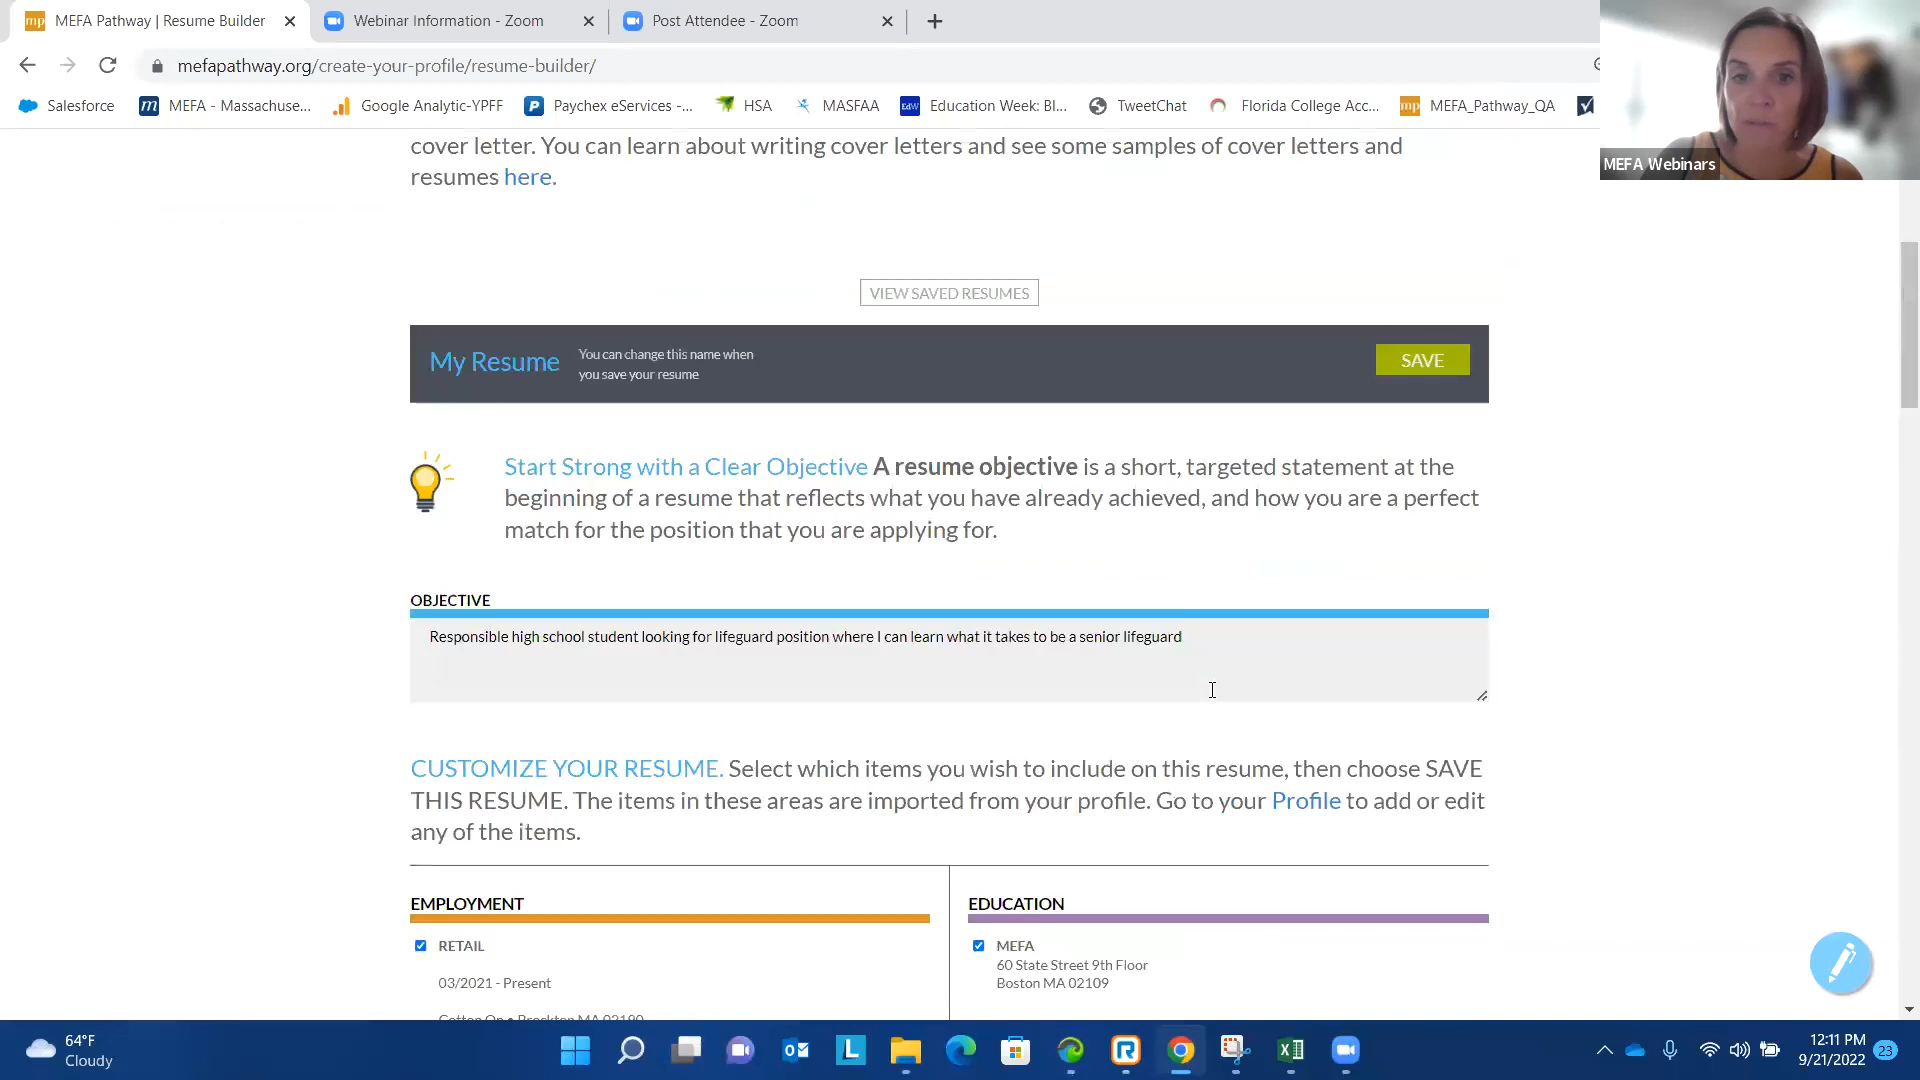 MEFA Pathway | Resume Builder
Webinar Information - Zoom
Post Attendee - Zoom
mefapathway.org/create-your-profile/resume-builder/
Salesforce
MEFA - Massachuse...
Google Analytic-YPFF
Paychex eServices -...
HSA
MASFAA
Education Week: Bl...
TweetChat
Florida College Acc...
MEFA_Pathway_QA
MEFA Webinars
cover letter. You can learn about writing cover letters and see some samples of cover letters and
resumes here.
VIEW SAVED RESUMES
My Resume
You can change this name when
you save your resume
SAVE
Start Strong with a Clear Objective A resume objective is a short, targeted statement at the
beginning of a resume that reflects what you have already achieved, and how you are a perfect
match for the position that you are applying for.
OBJECTIVE
Responsible high school student looking for lifeguard position where I can learn what it takes to be a senior lifeguard
CUSTOMIZE YOUR RESUME. Select which items you wish to include on this resume, then choose SAVE
THIS RESUME. The items in these areas are imported from your profile. Go to your Profile to add or edit
any of the items.
EMPLOYMENT
RETAIL
03/2021 - Present
Cotton On • Brockton MA 02190
EDUCATION
MEFA
60 State Street 9th Floor
Boston MA 02109
64°F
Cloudy
12:11 PM
9/21/2022
23